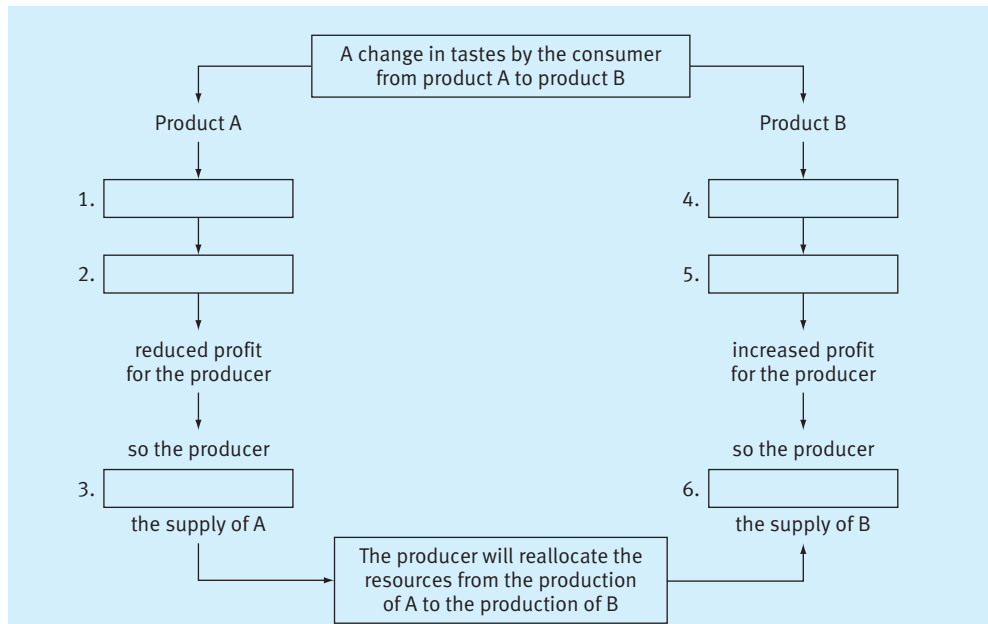 A change in tastes by the consumer
from product A to product B
Product A
1.
2.
reduced profit
for the producer
so the producer
3.
the supply of A
Product B
4.
5.
increased profit
for the producer
so the producer
6.
the supply of B
The producer will reallocate the
resources from the production
of A to the production of B